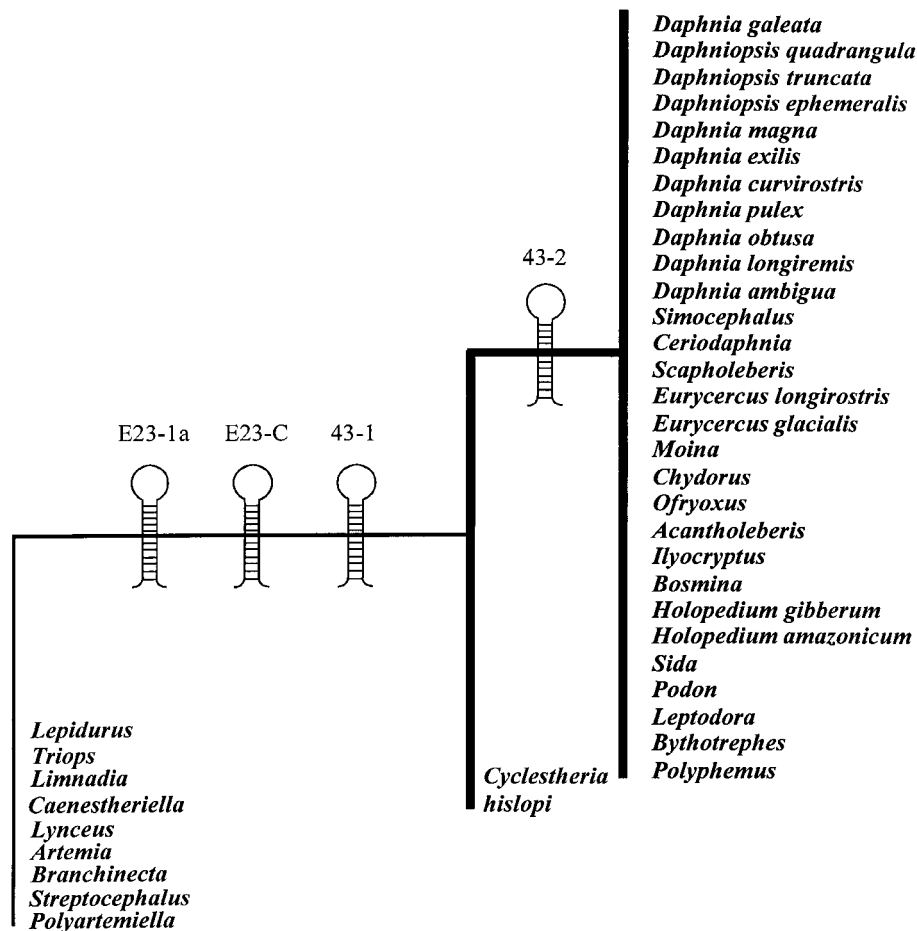 Daphnia galeata
Daphniopsis quadrangula
Daphniopsis truncata
Daphniopsis ephemeralis
Daphnia magna
Daphnia exilis
Daphnia curvirostris
Daphnia pulex
Daphnia obtusa
Daphnia longiremis
Daphnia ambigua
Simocephalus
Ceriodaphnia
Scapholeberis
Eurycercus longirostris
Eurycercus glacialis
Moina
Chydorus
Ofryoxus
Acantholeberis
Ilyocryptus
Bosmina
Holopedium gibberum
Holopedium amazonicum
Sida
Podon
Leptodora
Bythotrephes
Polyphemus
43-2
E23-1a E23-C 43-1
Cyclestheria
hislopi
Lepidurus
Triops
Limnadia
Caenestheriella
Lynceus
Artemia
Branchinecta
Streptocephalus
Polyartemiella